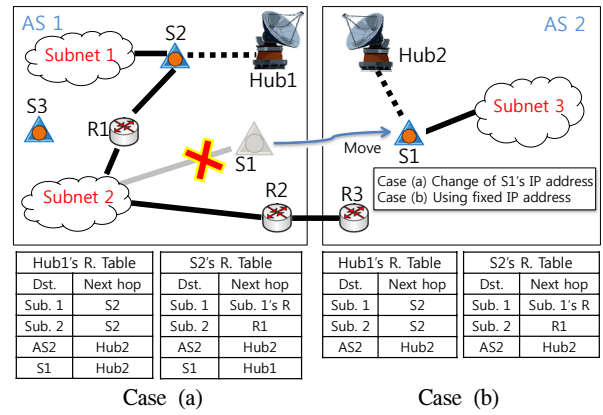 AS 1
AS 2
S2
Subnet 1
Hub1
Hub2
Subnet 3
S3
R1
S1
Move
S1
Case (a) Change of S1's IP address
Case (b) Using fixed IP address
Subnet 2
R2
R3
Hub1's R. Table
Dst. Next hop
Sub. 1 S2
Sub. 2 S2
AS2 Hub2
S1 Hub2
S2's R. Table
Dst. Next hop
Sub. 1 Sub. 1's R
Sub. 2 R1
AS2 Hub2
S1 Hub1
Hub1's R. Table
Dst. Next hop
Sub. 1 S2
Sub. 2 S2
AS2 Hub2
S2's R. Table
Dst. Next hop
Sub. 1 Sub. 1's R
Sub. 2 R1
AS2 Hub2
Case (a)
Case (b)